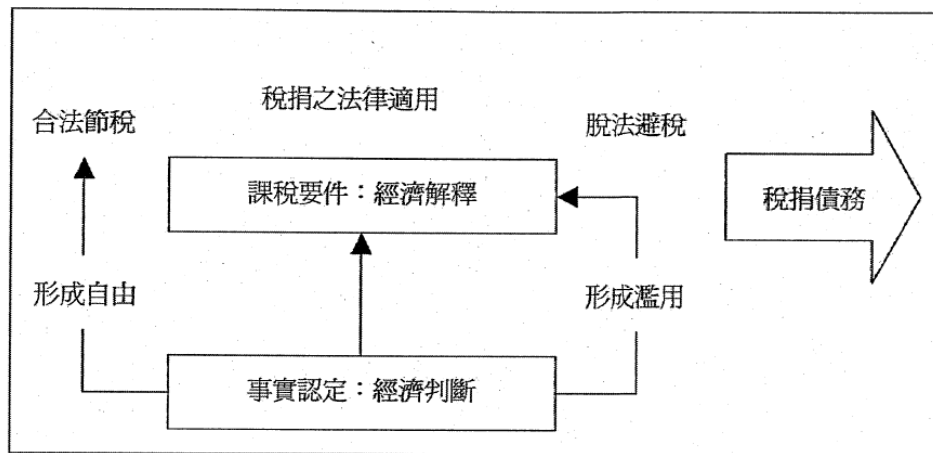 稅捐之法律適用
合法節稅
脫法避稅
課稅要件：經濟解釋
稅捐債務
形成自由
形成濫用
事實認定：經濟判斷